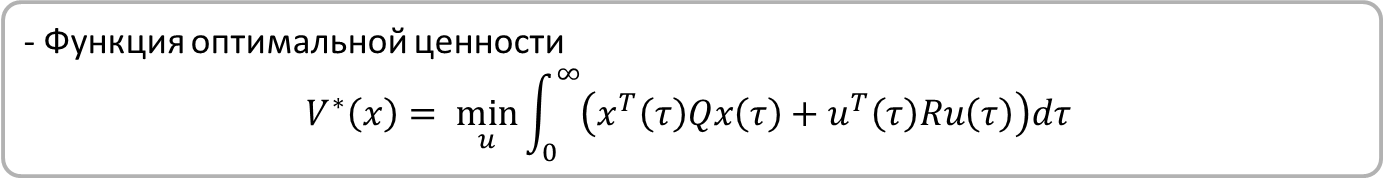 - Функция оптимальной ценности
V*(x) = min_u ∫_0^∞ (x^T(τ)Qx(τ) + u^T(τ)Ru(τ))dτ